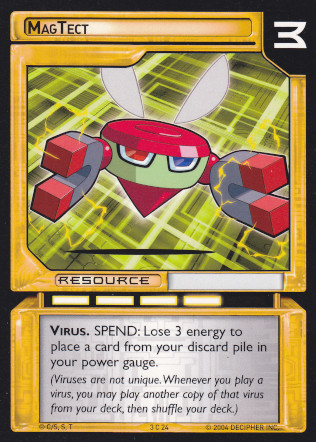 MagTect
3
RESOURCE
VIRUS. SPEND: Lose 3 energy to
place a card from your discard pile in
your power gauge.
(Viruses are not unique. Whenever you play a
virus, you may play another copy of that virus
from your deck, then shuffle your deck.)
© C/S, S, T 3 C 24 © 2004 DECIPHER INC.